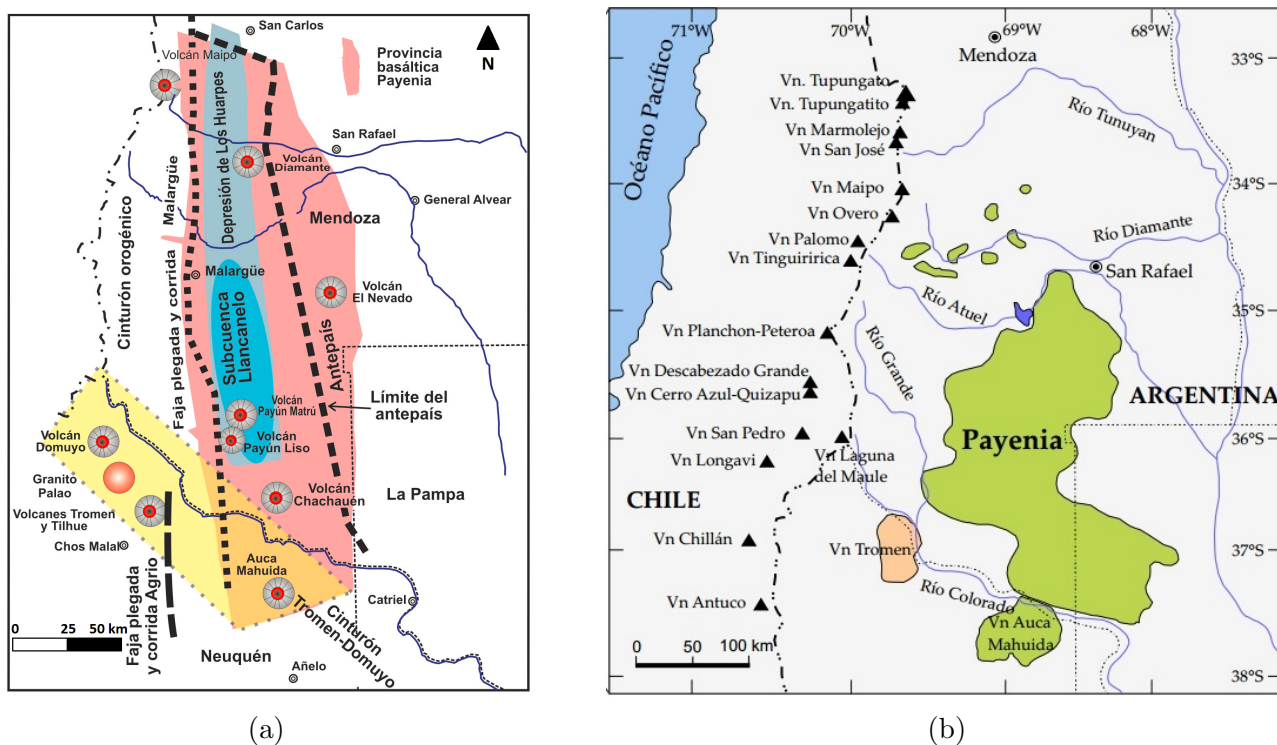 San Carlos
Volcán Maipo
N
Provincia
basáltica
Payenia
Depresión de Los Huarpes
San Rafael
Volcán
Diamante
Malargüe
Mendoza
General Alvear
Cinturón orogénico
Faja plegada y corrida
Malargüe
Volcán
El Nevado
Subcuenca
Llancanelo
Antepaís
Límite del
antepaís
Volcán
Payún Matrú
Volcán
Payún Liso
Volcán
Domuyo
Granito
Palao
Volcanes Tromen
y Tilhue
Chos Malal
Volcán
Chachauén
La Pampa
Auca
Mahuida
Faja plegada
y corrida Agrio
Cinturón
Tromen-Domuyo
Catriel
0 25 50 km
Neuquén
Añelo
(a)
71°W
70°W
69°W
68°W
Océano Pacífico
Mendoza
33°S
Vn. Tupungato
Vn. Tupungatito
Río Tunuyan
Vn Marmolejo
Vn San José
34°S
Vn Maipo
Vn Overo
Vn Palomo
Vn Tinguiririca
Río Diamante
San Rafael
Río Atuel
35°S
Vn Planchon-Peteroa
Río Grande
Vn Descabezado Grande
Vn Cerro Azul-Quizapu
ARGENTINA
Vn San Pedro
Payenia
36°S
Vn Longavi
Vn Laguna
del Maule
CHILE
Vn Chillán
Vn Tromen
37°S
Río Colorado
Vn Antuco
Vn Auca
Mahuida
0 50 100 km
38°S
(b)